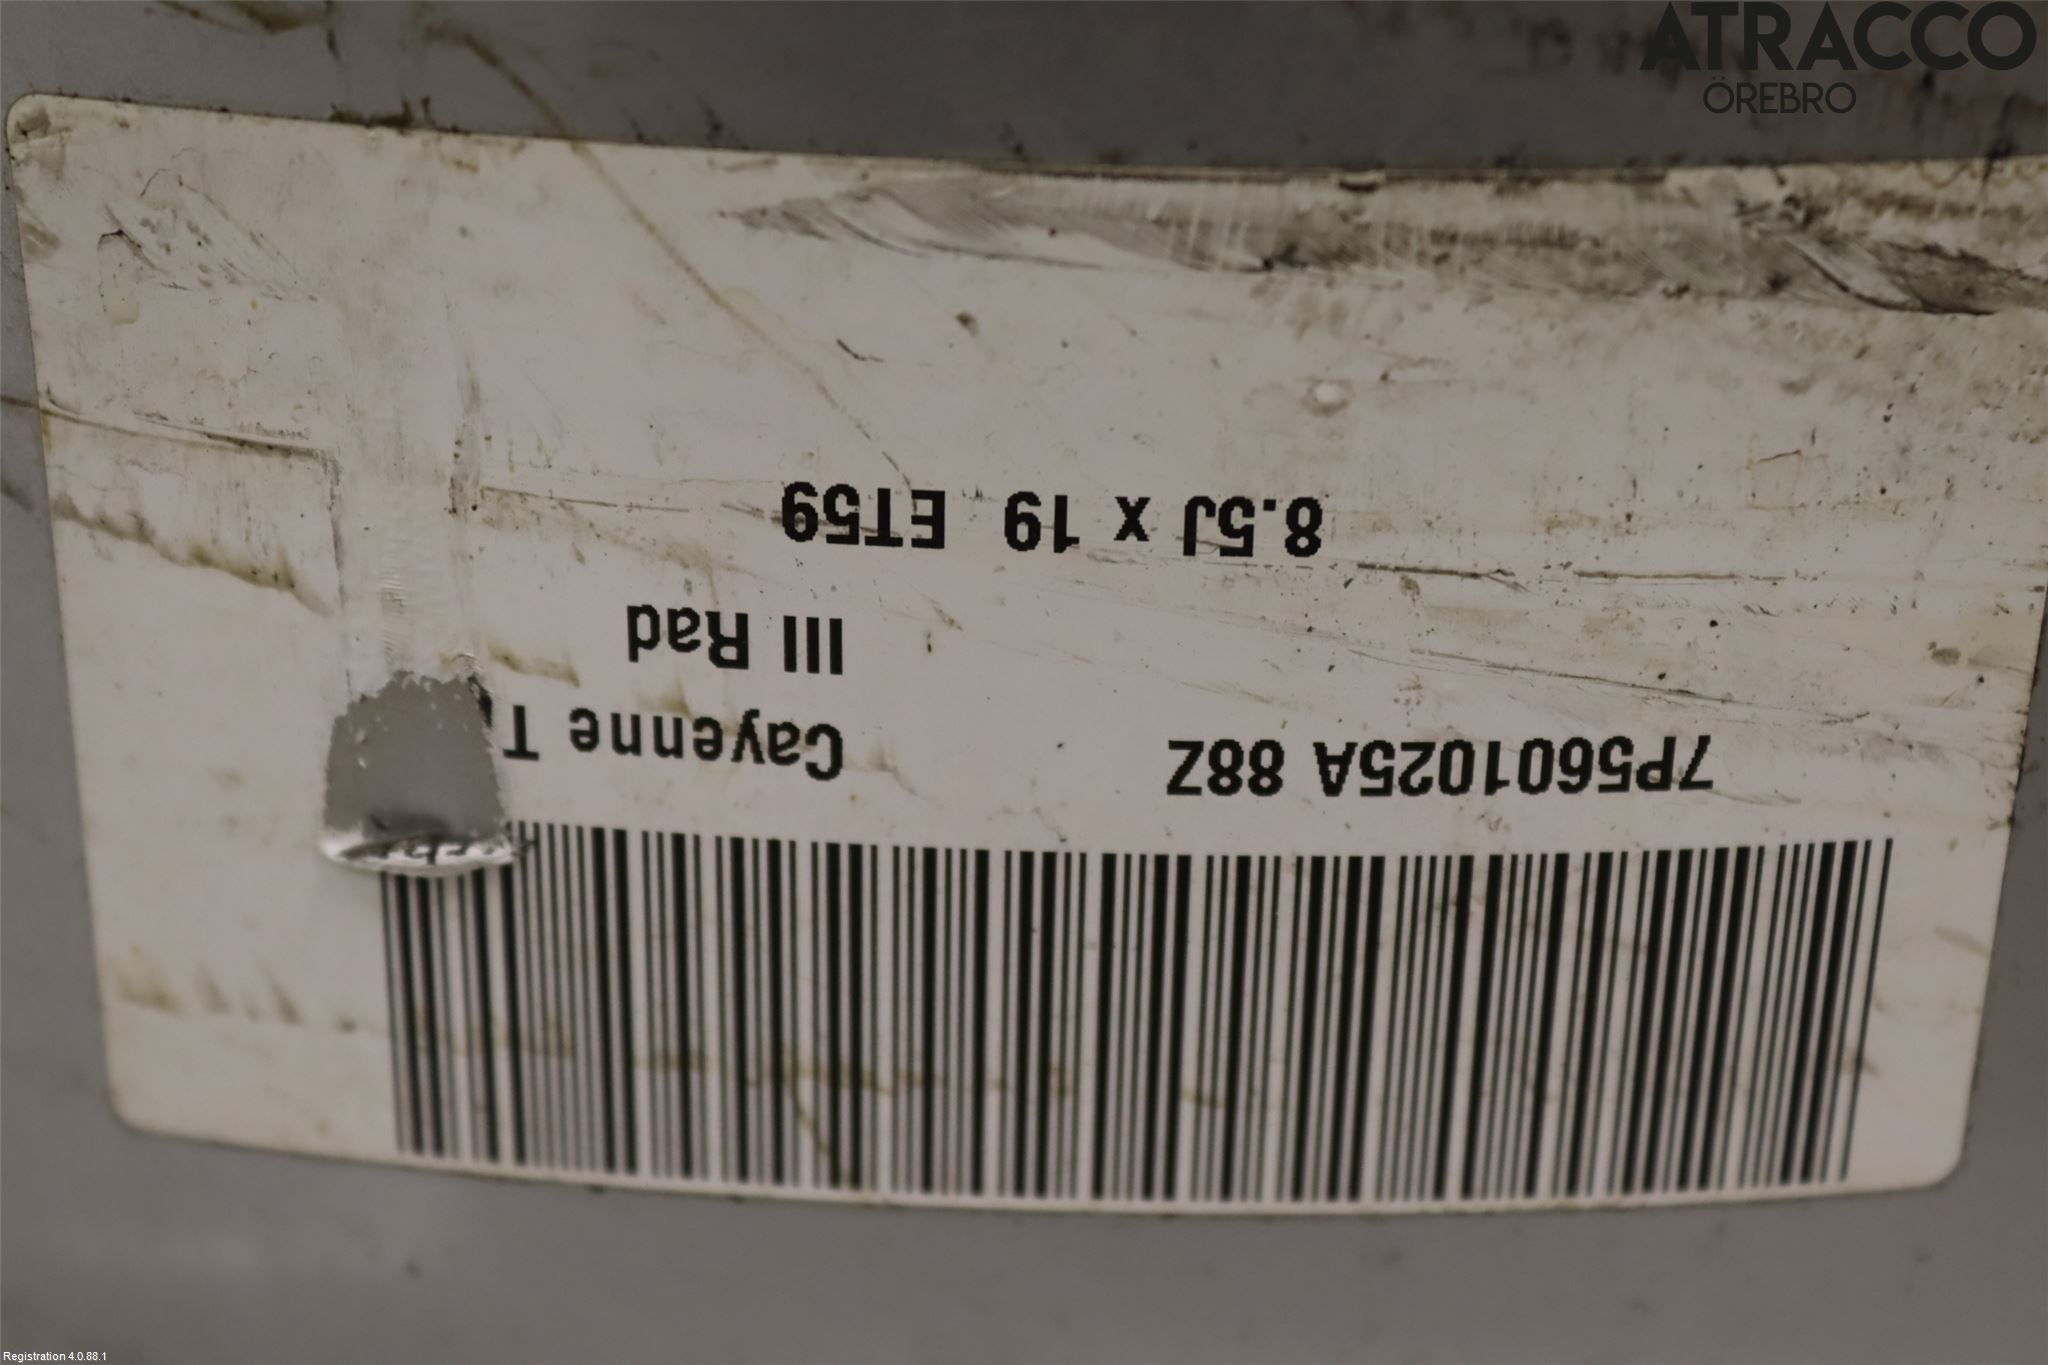 ATRACCO
ÖREBRO
7P5601025A 88Z
Cayenne T
III Rad
8.5J x 19 ET59
Registration 4.0.88.1